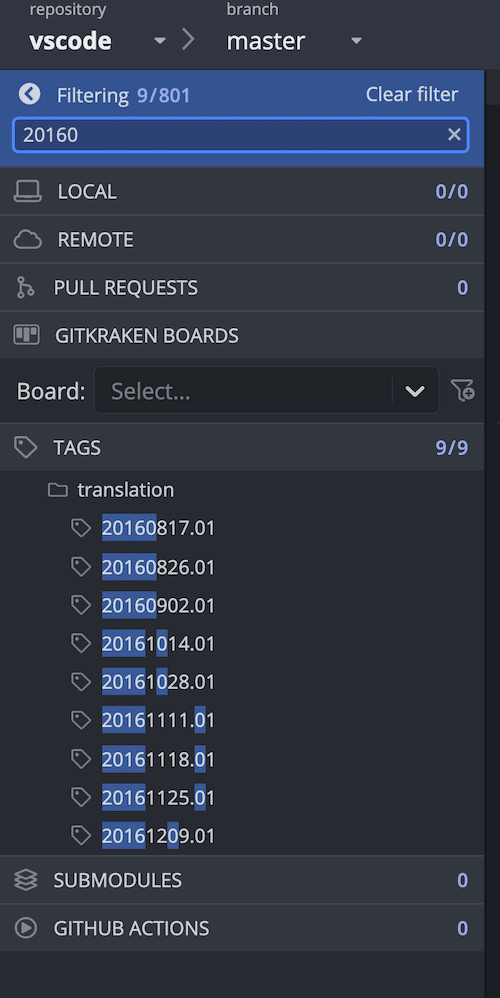 repository branch
vscode master
Filtering 9/801 Clear filter
20160
LOCAL 0/0
REMOTE 0/0
PULL REQUESTS 0
GITKRAKEN BOARDS
Board: Select...
TAGS 9/9
translation
20160817.01
20160826.01
20160902.01
20161014.01
20161028.01
20161111.01
20161118.01
20161125.01
20161209.01
SUBMODULES 0
GITHUB ACTIONS 0